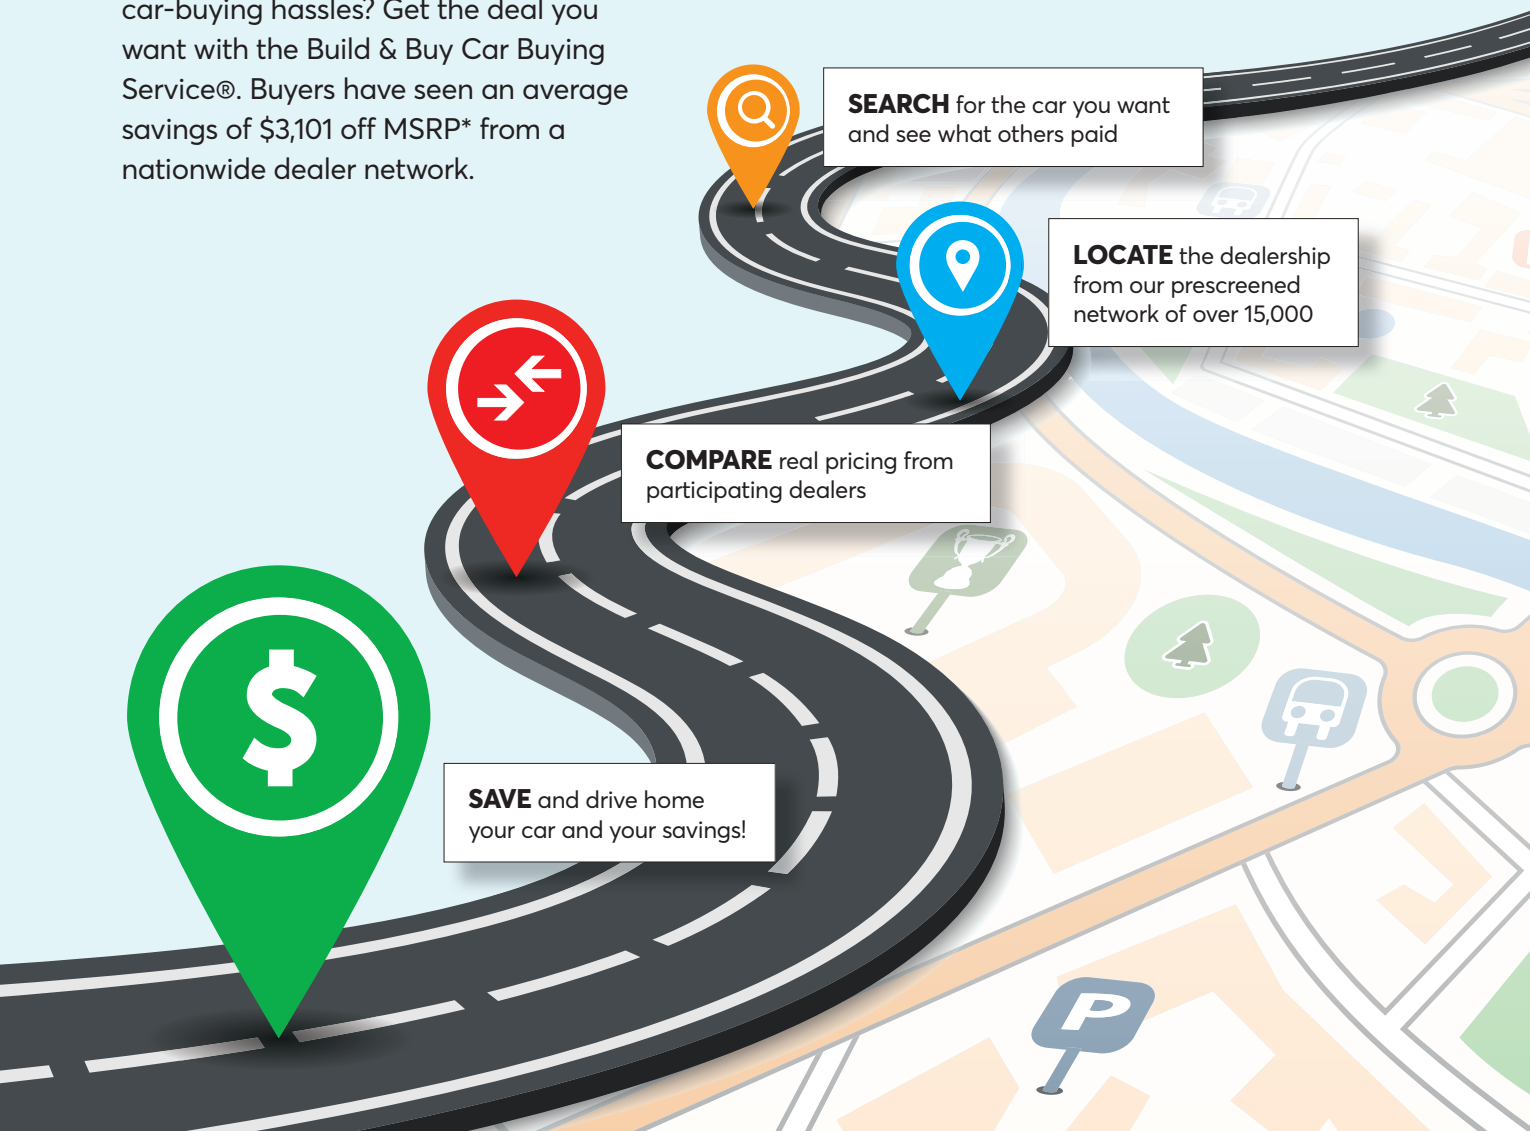 car-buying hassles? Get the deal you
want with the Build & Buy Car Buying
Service®. Buyers have seen an average
savings of $3,101 off MSRP* from a
nationwide dealer network.
SEARCH for the car you want
and see what others paid
LOCATE the dealership
from our prescreened
network of over 15,000
COMPARE real pricing from
participating dealers
$
SAVE and drive home
your car and your savings!
P